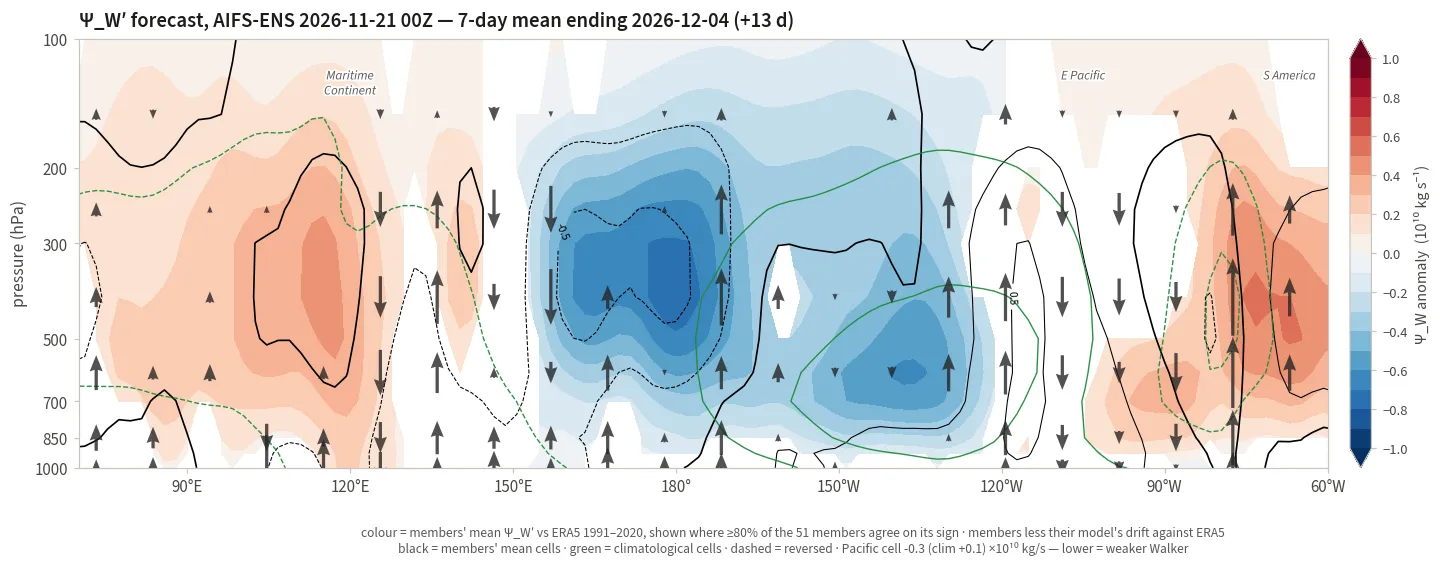 Ψ_W′ forecast, AIFS-ENS 2026-11-21 00Z — 7-day mean ending 2026-12-04 (+13 d)
100
200
300
400
500
700
850
1000
pressure (hPa)
Maritime
Continent
E Pacific
S America
-0.5
0.5
90°E
120°E
150°E
180°
150°W
120°W
90°W
60°W
1.0
0.8
0.6
0.4
0.2
0.0
−0.2
−0.4
−0.6
−0.8
−1.0
Ψ_W anomaly (10¹⁰ kg s⁻¹)
colour = members' mean Ψ_W′ vs ERA5 1991–2020, shown where ≥80% of the 51 members agree on its sign · members less their model's drift against ERA5
black = members' mean cells · green = climatological cells · dashed = reversed · Pacific cell -0.3 (clim +0.1) ×10¹⁰ kg/s — lower = weaker Walker